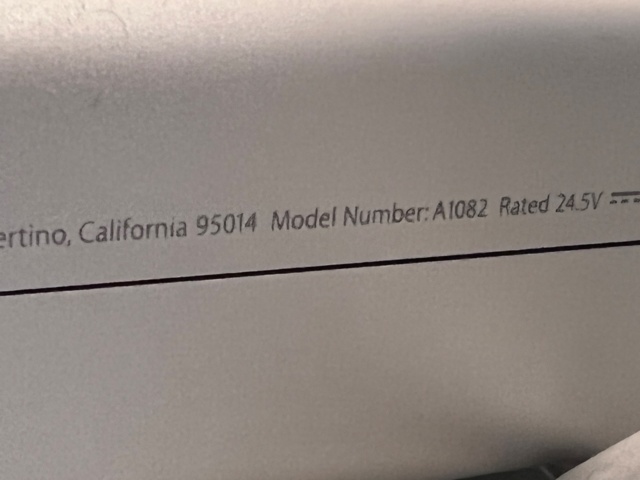 ertino, California 95014 Model Number: A1082 Rated 24.5V ⎓